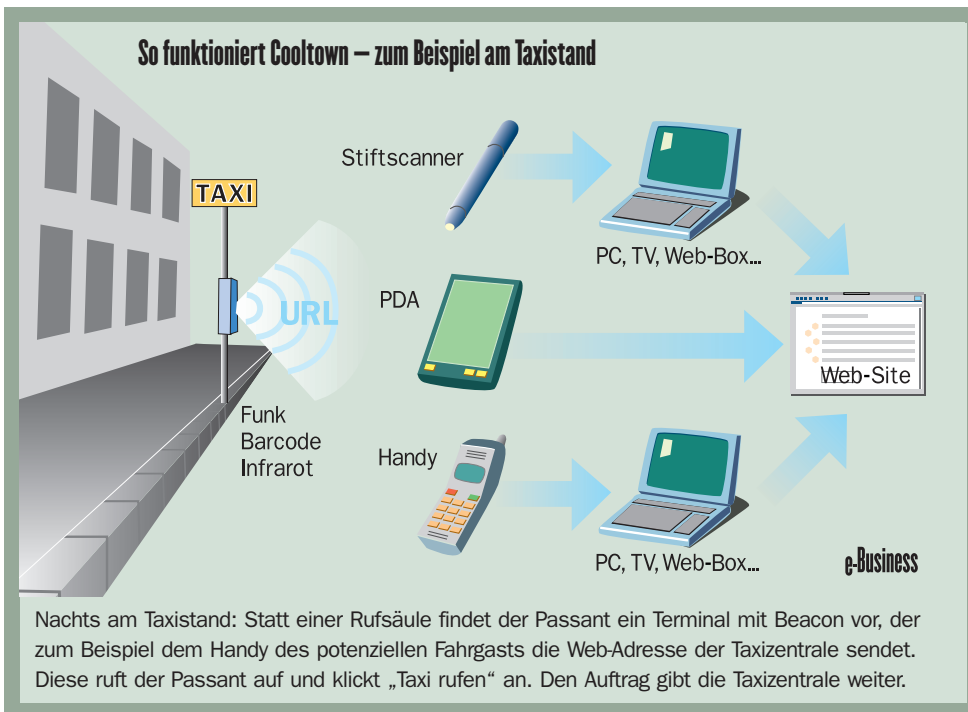 So funktioniert Cooltown – zum Beispiel am Taxistand
Stiftscanner
TAXI
PC, TV, Web-Box...
URL
PDA
Web-Site
Funk
Barcode
Infrarot
Handy
PC, TV, Web-Box...
e-Business
Nachts am Taxistand: Statt einer Rufsäule findet der Passant ein Terminal mit Beacon vor, der
zum Beispiel dem Handy des potenziellen Fahrgasts die Web-Adresse der Taxizentrale sendet.
Diese ruft der Passant auf und klickt „Taxi rufen“ an. Den Auftrag gibt die Taxizentrale weiter.